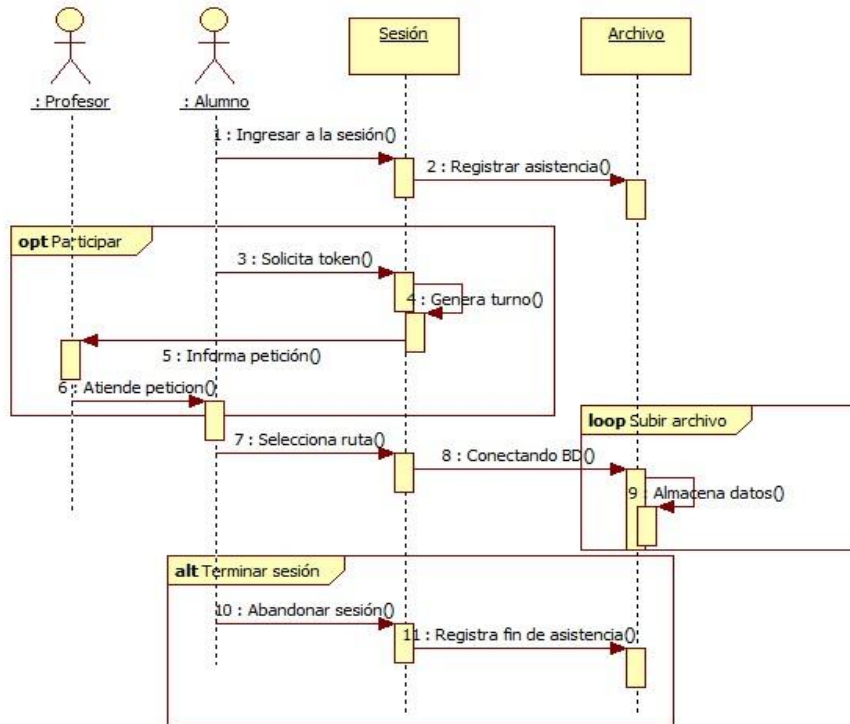 Sesión
Archivo
: Profesor
: Alumno
1 : Ingresar a la sesión()
2 : Registrar asistencia()
opt Participar
3 : Solicita token()
4 : Genera turno()
5 : Informa petición()
6 : Atiende peticion()
loop Subir archivo
7 : Selecciona ruta()
8 : Conectando BD()
9 : Almacena datos()
alt Terminar sesión
10 : Abandonar sesión()
11 : Registra fin de asistencia()